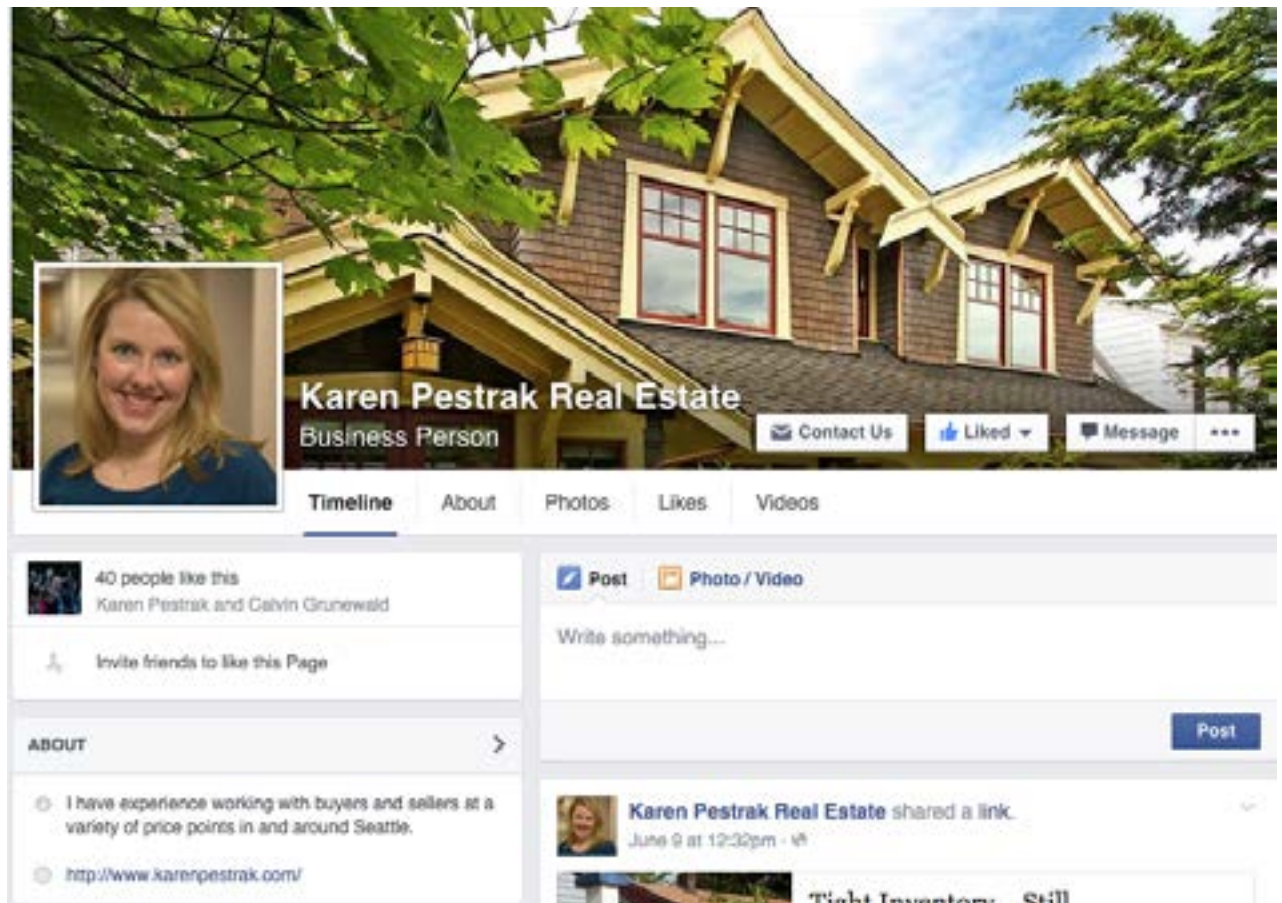 Karen Pestrak Real Estate
Business Person
Contact Us
Liked
Message
Timeline
About
Photos
Likes
Videos
40 people like this
Karen Pestrak and Calvin Grunewald
Invite friends to like this Page
ABOUT
I have experience working with buyers and sellers at a
variety of price points in and around Seattle.
http://www.karenpestrak.com/
Post
Photo / Video
Write something...
Post
Karen Pestrak Real Estate shared a link.
June 9 at 12:32pm ·
Tight Inventory... Still